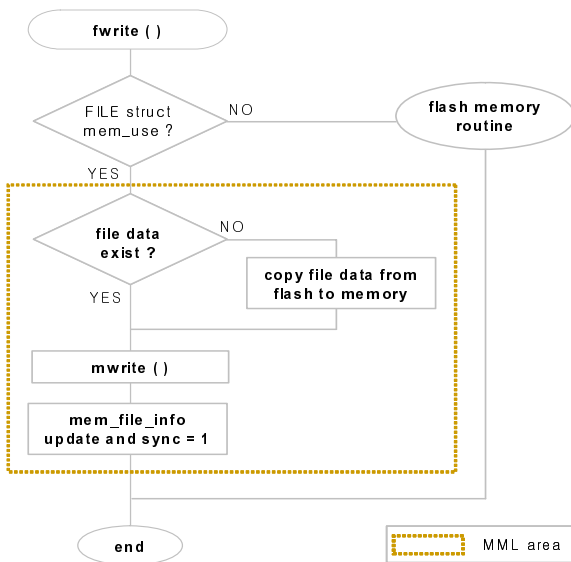 fwrite ( )
FILE struct
mem_use ?
NO
flash memory
routine
YES
file data
exist ?
NO
copy file data from
flash to memory
YES
mwrite ( )
mem_file_info
update and sync = 1
end
MML area